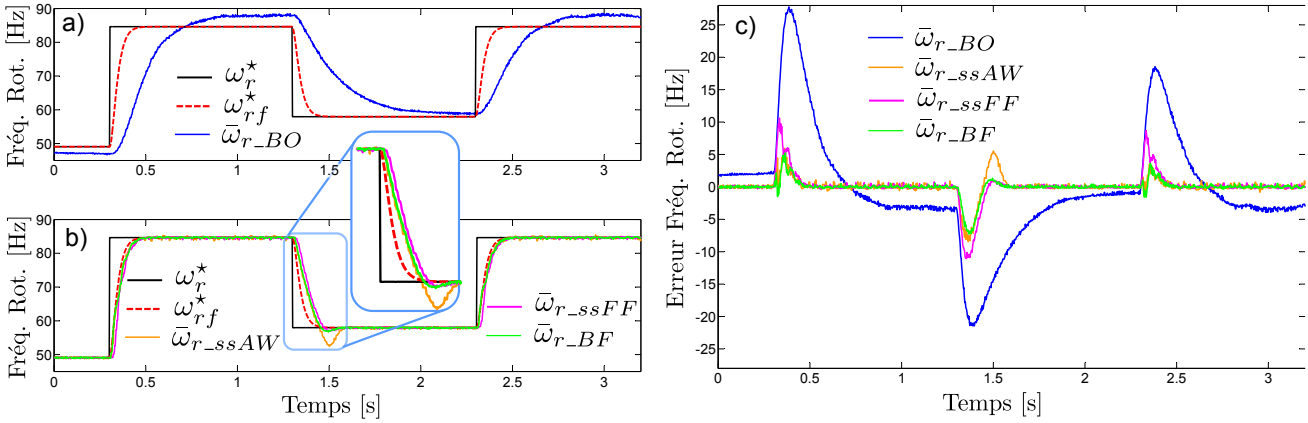 a)
Fréq. Rot. [Hz]
90
80
70
60
50
ω*r
ω*rf
ω̄r_BO
0
0.5
1
1.5
2
2.5
3
b)
Fréq. Rot. [Hz]
90
80
70
60
50
ω*r
ω*rf
ω̄r_ssAW
ω̄r_ssFF
ω̄r_BF
0
0.5
1
1.5
2
2.5
3
Temps [s]
c)
Erreur Fréq. Rot. [Hz]
25
20
15
10
5
0
-5
-10
-15
-20
-25
ω̄r_BO
ω̄r_ssAW
ω̄r_ssFF
ω̄r_BF
0
0.5
1
1.5
2
2.5
3
Temps [s]